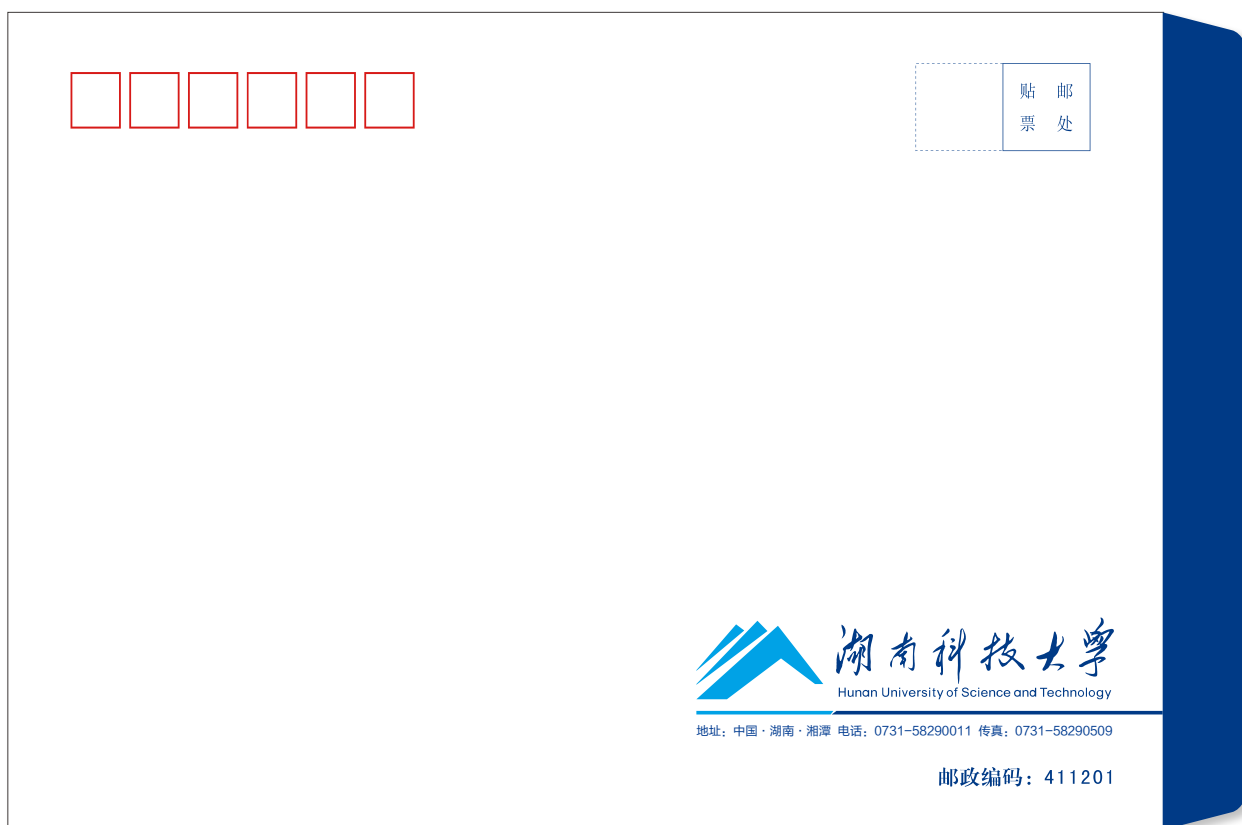 贴 邮
票 处
湖南科技大学
Hunan University of Science and Technology
地址：中国·湖南·湘潭 电话：0731-58290011 传真：0731-58290509
邮政编码：411201